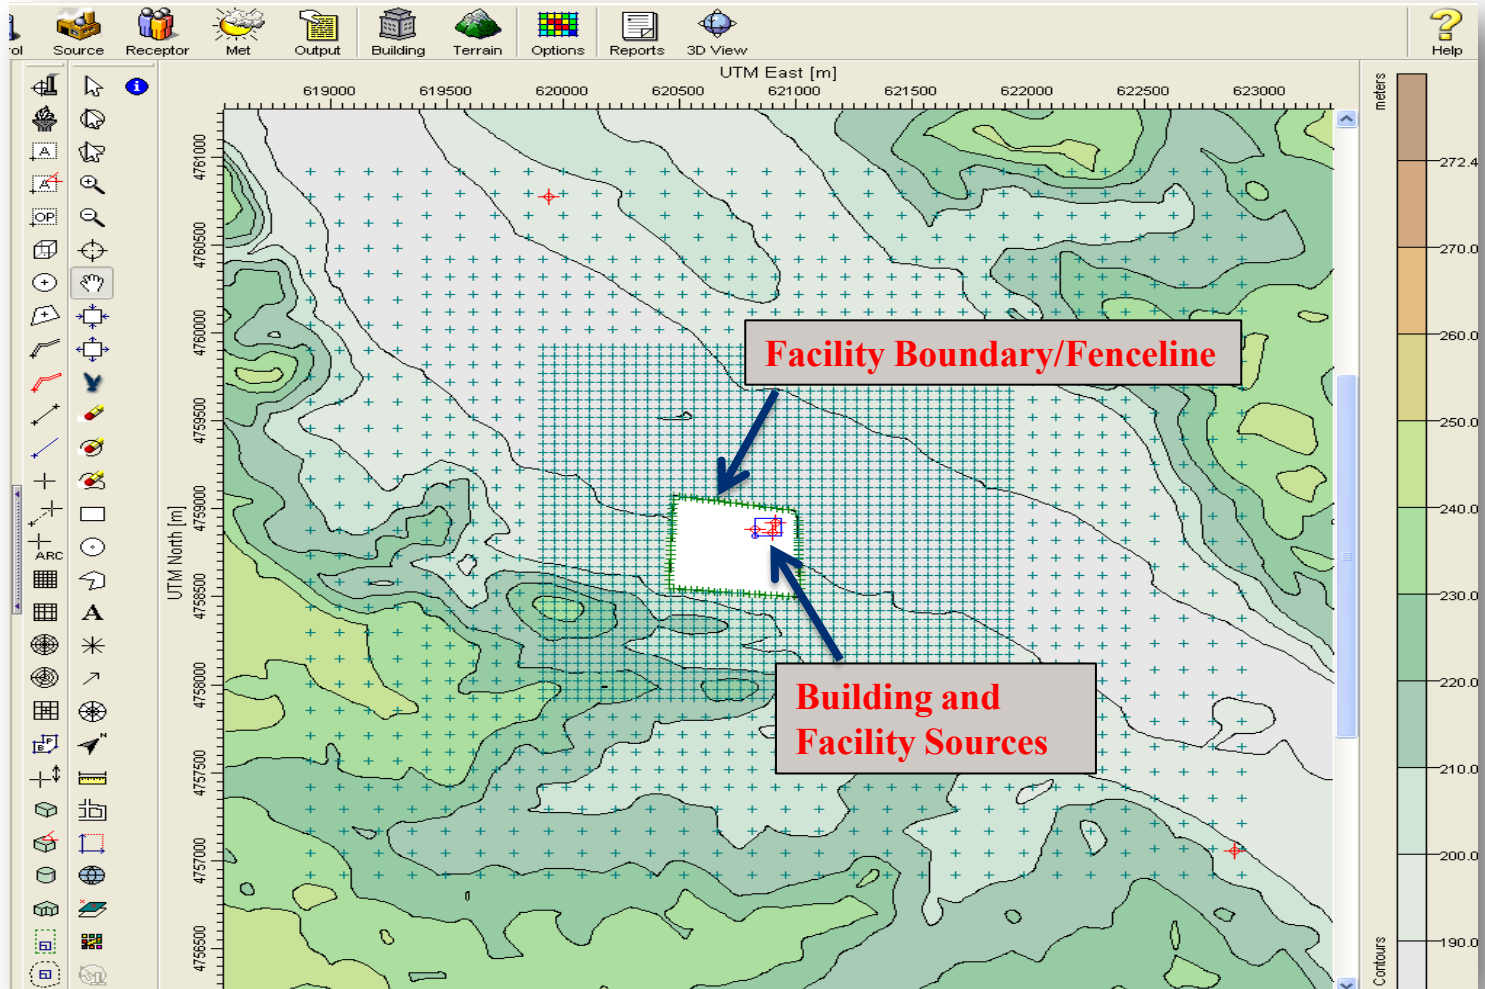 ol Source Receptor Met Output Building Terrain Options Reports 3D View Help
UTM East [m]
619000 619500 620000 620500 621000 621500 622000 622500 623000
UTM North [m]
4761000
4760500
4760000
4759500
4759000
4758500
4758000
4757500
4757000
4756500
Facility Boundary/Fenceline
Building and
Facility Sources
A
A
OP
ARC
A
B P
N
meters
272.4
270.0
260.0
250.0
240.0
230.0
220.0
210.0
200.0
190.0
Contours